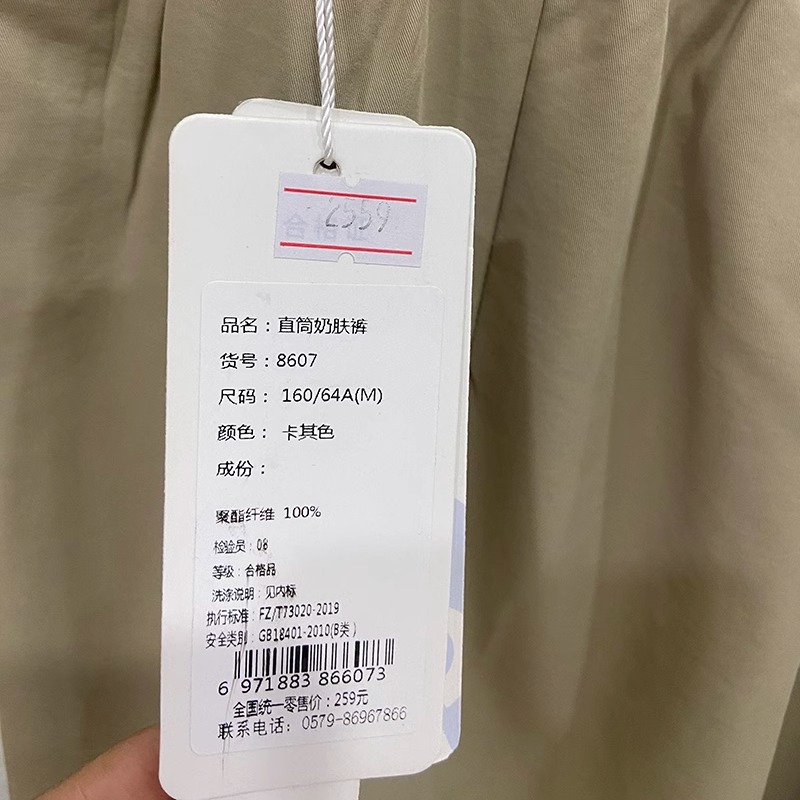 2559
合格证
品名：直筒奶肤裤
货号：8607
尺码： 160/64A(M)
颜色： 卡其色
成份：
聚酯纤维 100%
检验员：08
等级：合格品
洗涤说明：见内标
执行标准：FZ/T73020-2019
安全类别：GB18401-2010(B类)
6 971883 866073
全国统一零售价：259元
联系电话：0579-86967866